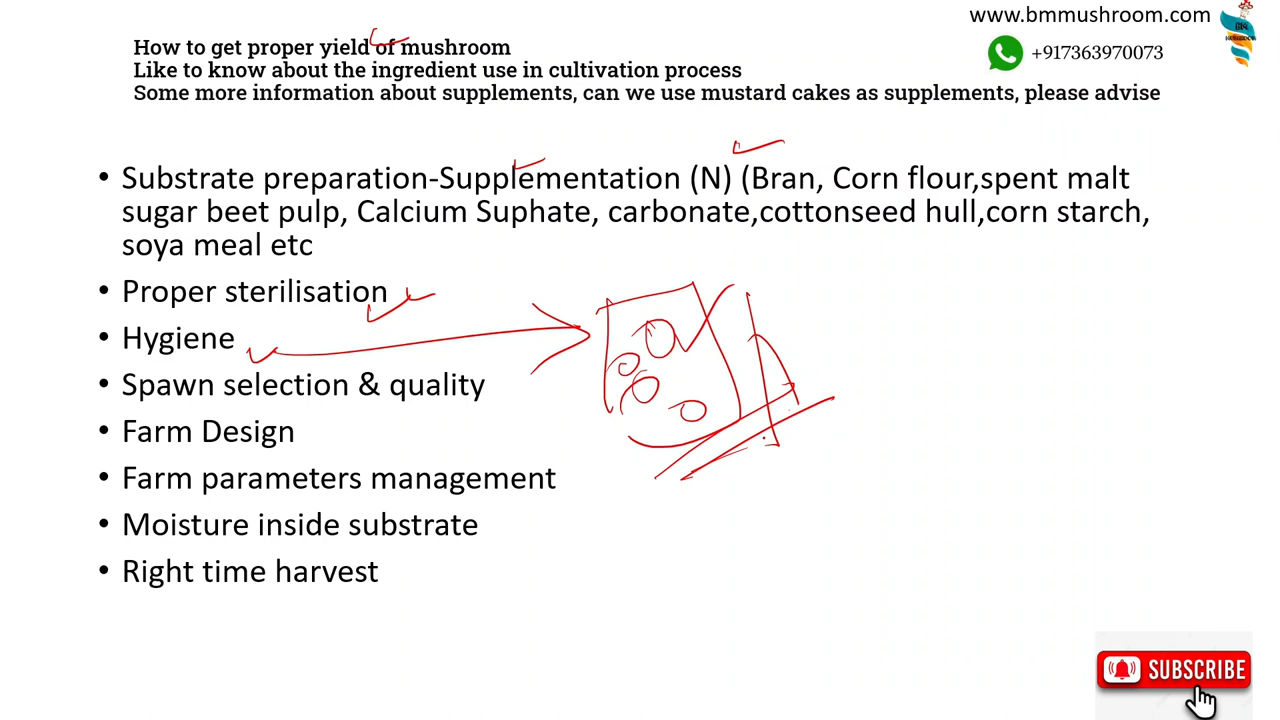 www.bmmushroom.com
How to get proper yield of mushroom
+917363970073
Like to know about the ingredient use in cultivation process
Some more information about supplements, can we use mustard cakes as supplements, please advise
• Substrate preparation-Supplementation (N) (Bran, Corn flour,spent malt
sugar beet pulp, Calcium Suphate, carbonate,cottonseed hull,corn starch,
soya meal etc
• Proper sterilisation
• Hygiene
• Spawn selection & quality
• Farm Design
• Farm parameters management
• Moisture inside substrate
• Right time harvest
SUBSCRIBE